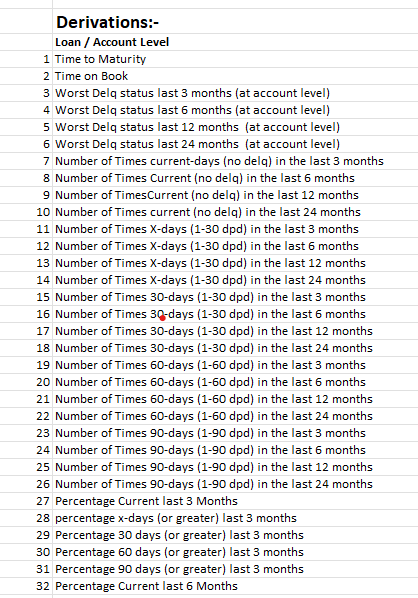 Derivations:-
Loan / Account Level
1 Time to Maturity
2 Time on Book
3 Worst Delq status last 3 months (at account level)
4 Worst Delq status last 6 months (at account level)
5 Worst Delq status last 12 months  (at account level)
6 Worst Delq status last 24 months  (at account level)
7 Number of Times current-days (no delq) in the last 3 months
8 Number of Times Current (no delq) in the last 6 months
9 Number of TimesCurrent (no delq) in the last 12 months
10 Number of Times current (no delq) in the last 24 months
11 Number of Times X-days (1-30 dpd) in the last 3 months
12 Number of Times X-days (1-30 dpd) in the last 6 months
13 Number of Times X-days (1-30 dpd) in the last 12 months
14 Number of Times X-days (1-30 dpd) in the last 24 months
15 Number of Times 30-days (1-30 dpd) in the last 3 months
16 Number of Times 30-days (1-30 dpd) in the last 6 months
17 Number of Times 30-days (1-30 dpd) in the last 12 months
18 Number of Times 30-days (1-30 dpd) in the last 24 months
19 Number of Times 60-days (1-60 dpd) in the last 3 months
20 Number of Times 60-days (1-60 dpd) in the last 6 months
21 Number of Times 60-days (1-60 dpd) in the last 12 months
22 Number of Times 60-days (1-60 dpd) in the last 24 months
23 Number of Times 90-days (1-90 dpd) in the last 3 months
24 Number of Times 90-days (1-90 dpd) in the last 6 months
25 Number of Times 90-days (1-90 dpd) in the last 12 months
26 Number of Times 90-days (1-90 dpd) in the last 24 months
27 Percentage Current last 3 Months
28 percentage x-days (or greater) last 3 months
29 Percentage 30 days (or greater) last 3 months
30 Percentage 60 days (or greater) last 3 months
31 Percentage 90 days (or greater) last 3 months
32 Percentage Current last 6 Months